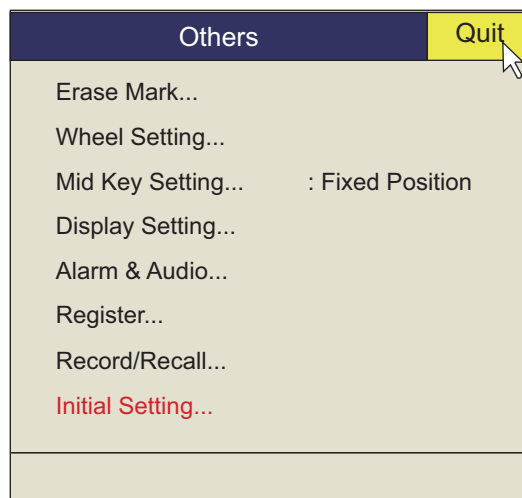 Others Quit
Erase Mark...
Wheel Setting...
Mid Key Setting... : Fixed Position
Display Setting...
Alarm & Audio...
Register...
Record/Recall...
Initial Setting...